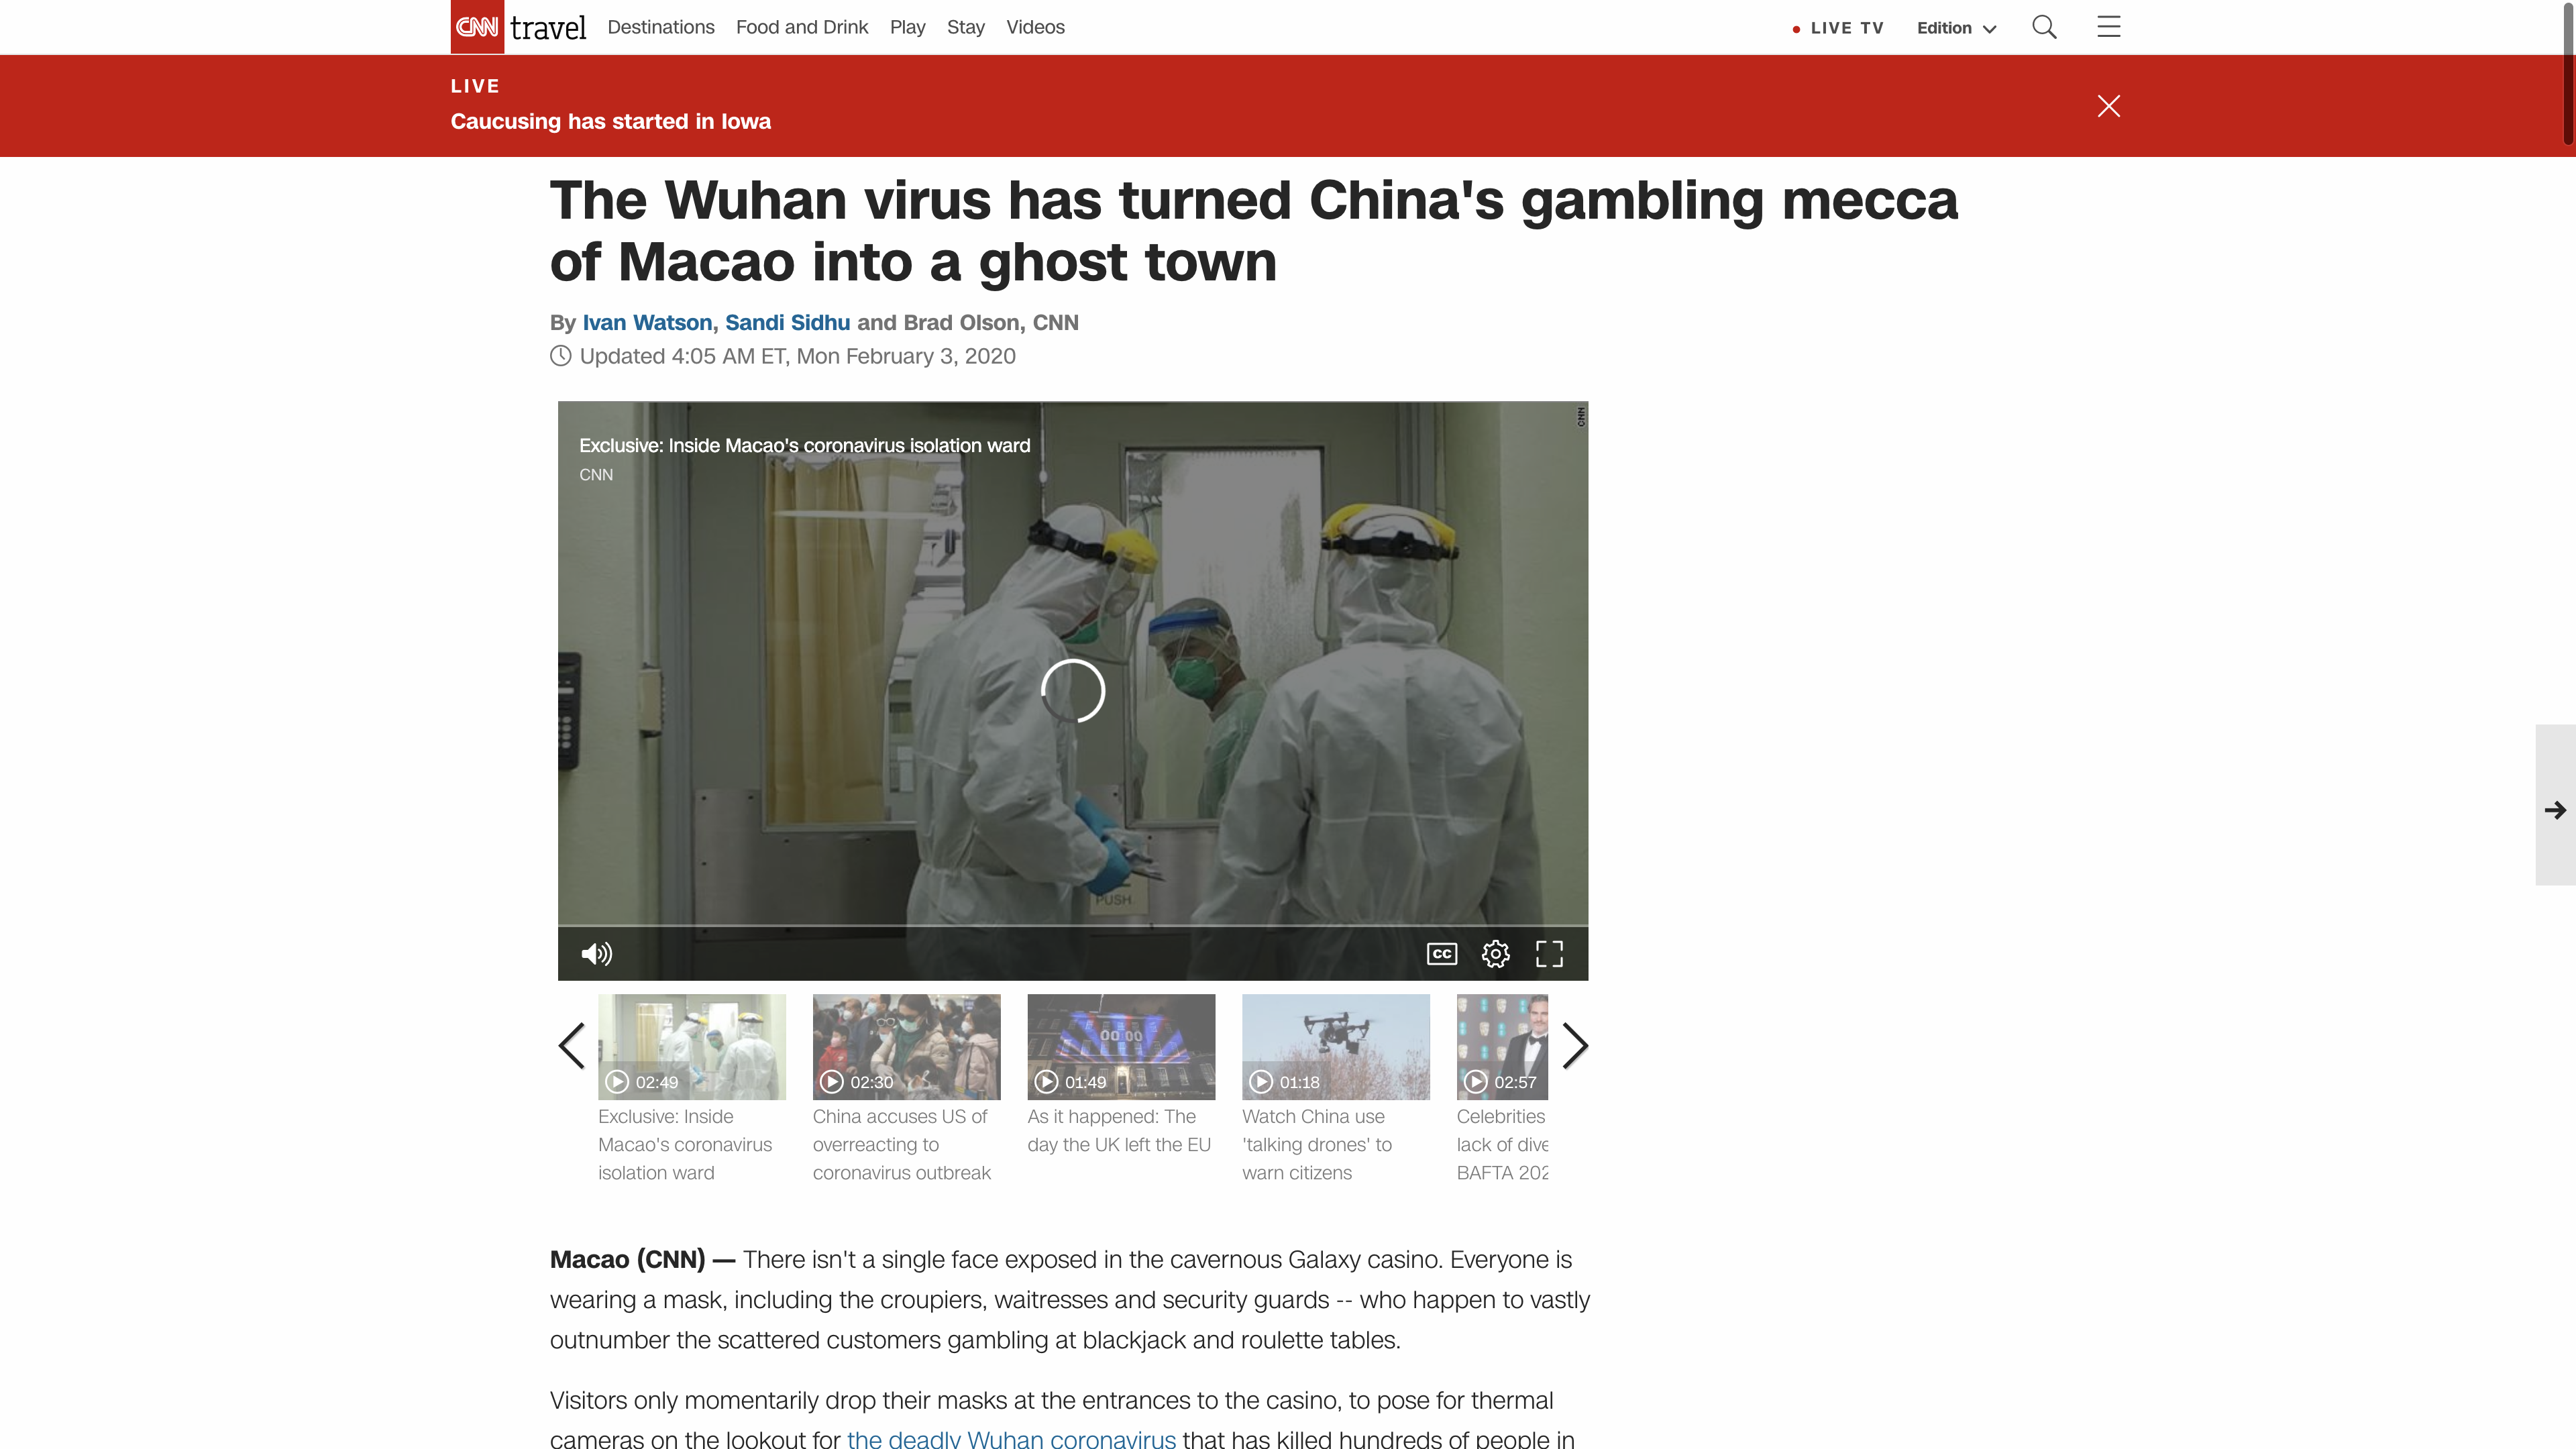 CNN travel Destinations Food and Drink Play Stay Videos LIVE TV Edition
LIVE
Caucusing has started in Iowa
The Wuhan virus has turned China's gambling mecca
of Macao into a ghost town
By Ivan Watson, Sandi Sidhu and Brad Olson, CNN
Updated 4:05 AM ET, Mon February 3, 2020
CNN
Exclusive: Inside Macao's coronavirus isolation ward
CNN
PUSH
CC
02:49
Exclusive: Inside
Macao's coronavirus
isolation ward
02:30
China accuses US of
overreacting to
coronavirus outbreak
00:00
01:49
As it happened: The
day the UK left the EU
01:18
Watch China use
'talking drones' to
warn citizens
02:57
Celebrities
lack of dive
BAFTA 202
Macao (CNN) — There isn't a single face exposed in the cavernous Galaxy casino. Everyone is
wearing a mask, including the croupiers, waitresses and security guards -- who happen to vastly
outnumber the scattered customers gambling at blackjack and roulette tables.
Visitors only momentarily drop their masks at the entrances to the casino, to pose for thermal
cameras on the lookout for the deadly Wuhan coronavirus that has killed hundreds of people in